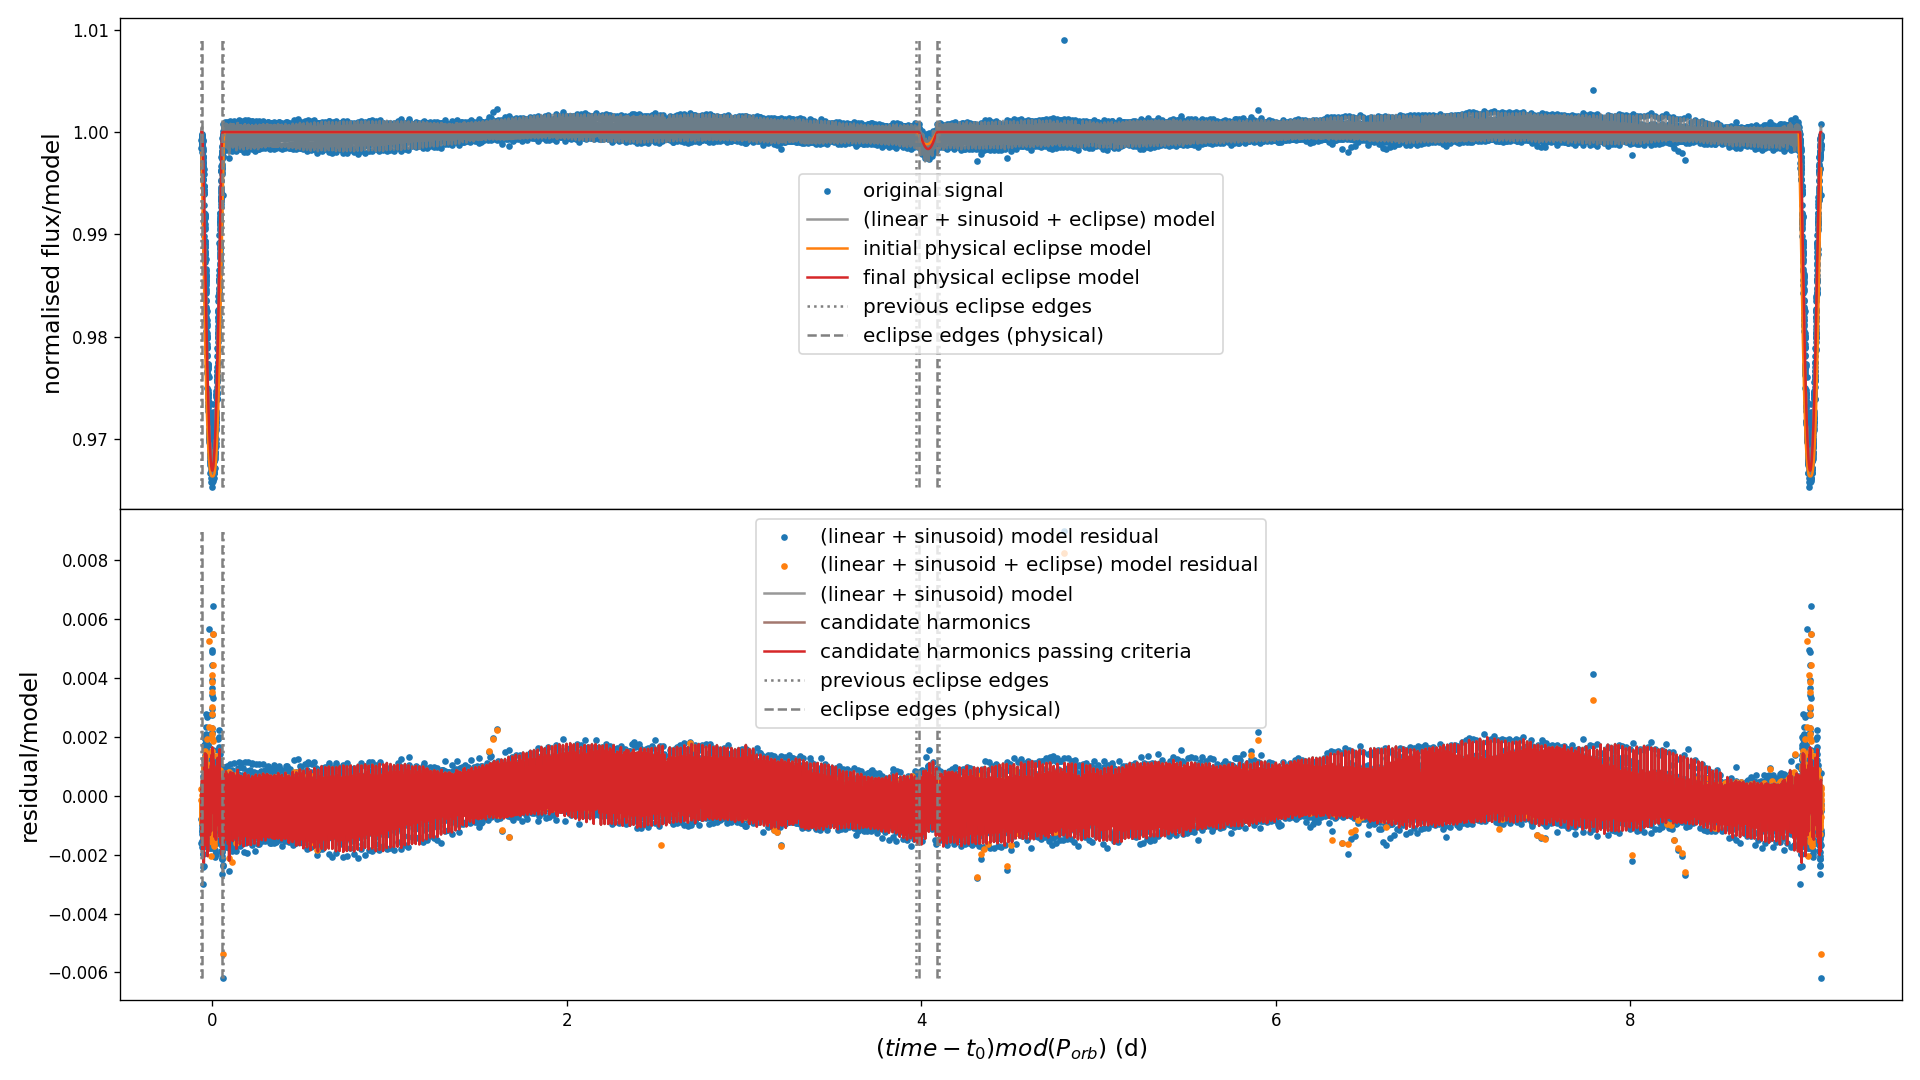 1.01
1.00
0.99
0.98
0.97
normalised flux/model
original signal
(linear + sinusoid + eclipse) model
initial physical eclipse model
final physical eclipse model
previous eclipse edges
eclipse edges (physical)
0.008
0.006
0.004
0.002
0.000
−0.002
−0.004
−0.006
residual/model
(linear + sinusoid) model residual
(linear + sinusoid + eclipse) model residual
(linear + sinusoid) model
candidate harmonics
candidate harmonics passing criteria
previous eclipse edges
eclipse edges (physical)
0 2 4 6 8
(time − t₀)mod(Pₒᵣb) (d)